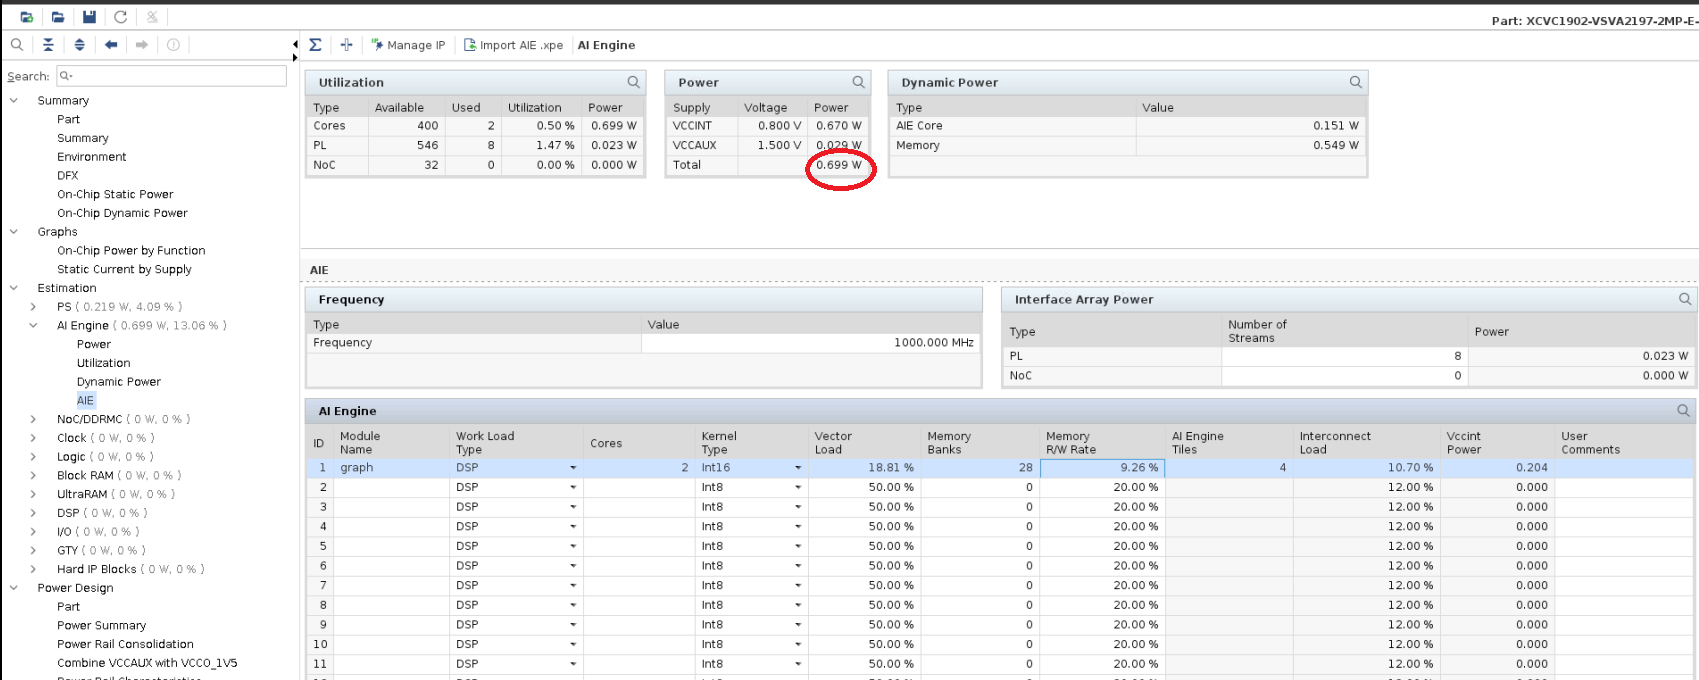 Part: XCVC1902-VSVA2197-2MP-E-
Manage IP Import AIE .xpe AI Engine
Search:
Summary
Part
Summary
Environment
DFX
On-Chip Static Power
On-Chip Dynamic Power
Graphs
On-Chip Power by Function
Static Current by Supply
Estimation
PS ( 0.219 W, 4.09 % )
AI Engine ( 0.699 W, 13.06 % )
Power
Utilization
Dynamic Power
AIE
NoC/DDRMC ( 0 W, 0 % )
Clock ( 0 W, 0 % )
Logic ( 0 W, 0 % )
Block RAM ( 0 W, 0 % )
UltraRAM ( 0 W, 0 % )
DSP ( 0 W, 0 % )
I/O ( 0 W, 0 % )
GTY ( 0 W, 0 % )
Hard IP Blocks ( 0 W, 0 % )
Power Design
Part
Power Summary
Power Rail Consolidation
Combine VCCAUX with VCCO_1V5
Utilization
Type Available Used Utilization Power
Cores 400 2 0.50 % 0.699 W
PL 546 8 1.47 % 0.023 W
NoC 32 0 0.00 % 0.000 W
Power
Supply Voltage Power
VCCINT 0.800 V 0.670 W
VCCAUX 1.500 V 0.029 W
Total 0.699 W
Dynamic Power
Type Value
AIE Core 0.151 W
Memory 0.549 W
AIE
Frequency
Type Value
Frequency 1000.000 MHz
Interface Array Power
Type Number of Streams Power
PL 8 0.023 W
NoC 0 0.000 W
AI Engine
ID Module Name Work Load Type Cores Kernel Type Vector Load Memory Banks Memory R/W Rate AI Engine Tiles Interconnect Load Vccint Power User Comments
1 graph DSP 2 Int16 18.81 % 28 9.26 % 4 10.70 % 0.204
2 DSP Int8 50.00 % 0 20.00 % 12.00 % 0.000
3 DSP Int8 50.00 % 0 20.00 % 12.00 % 0.000
4 DSP Int8 50.00 % 0 20.00 % 12.00 % 0.000
5 DSP Int8 50.00 % 0 20.00 % 12.00 % 0.000
6 DSP Int8 50.00 % 0 20.00 % 12.00 % 0.000
7 DSP Int8 50.00 % 0 20.00 % 12.00 % 0.000
8 DSP Int8 50.00 % 0 20.00 % 12.00 % 0.000
9 DSP Int8 50.00 % 0 20.00 % 12.00 % 0.000
10 DSP Int8 50.00 % 0 20.00 % 12.00 % 0.000
11 DSP Int8 50.00 % 0 20.00 % 12.00 % 0.000